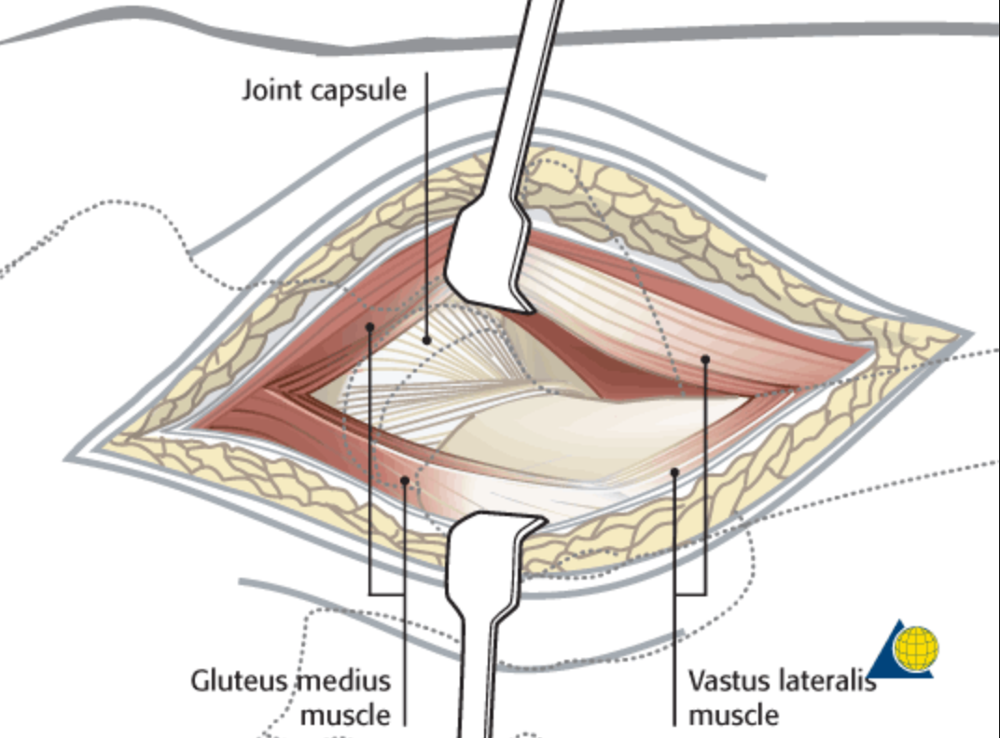 Joint capsule
Gluteus medius
muscle
Vastus lateralis
muscle